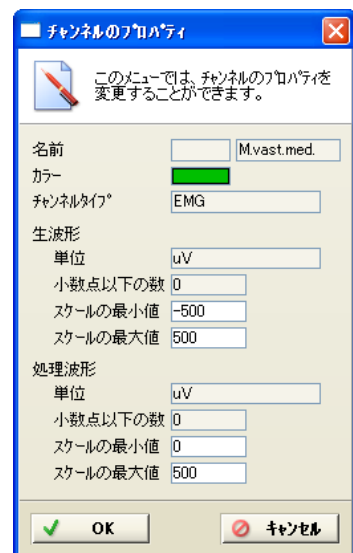 ﾁｬﾝﾈﾙのﾌﾟﾛﾊﾟﾃｨ
このﾒﾆｭｰでは、ﾁｬﾝﾈﾙのﾌﾟﾛﾊﾟﾃｨを
変更することができます。
名前 M.vast.med.
ｶﾗｰ
ﾁｬﾝﾈﾙﾀｲﾌﾟ EMG
生波形
単位 uV
小数点以下の数 0
ｽｹｰﾙの最小値 -500
ｽｹｰﾙの最大値 500
処理波形
単位 uV
小数点以下の数 0
ｽｹｰﾙの最小値 0
ｽｹｰﾙの最大値 500
OK ｷｬﾝｾﾙ